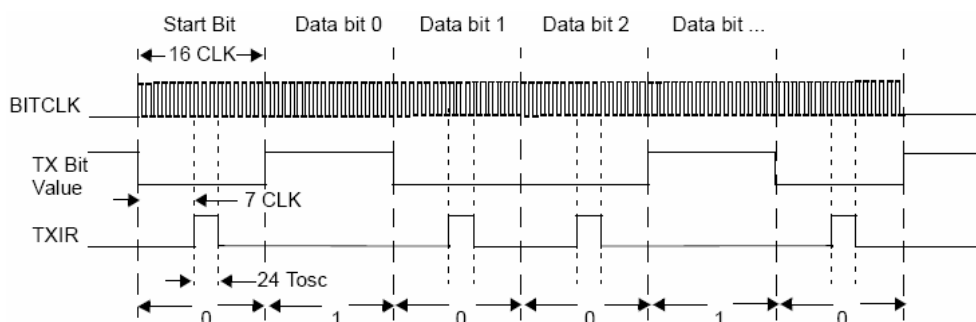 Start Bit Data bit 0 Data bit 1 Data bit 2 Data bit ...
16 CLK
BITCLK
TX Bit
Value
7 CLK
TXIR
24 Tosc
0 1 0 0 1 0